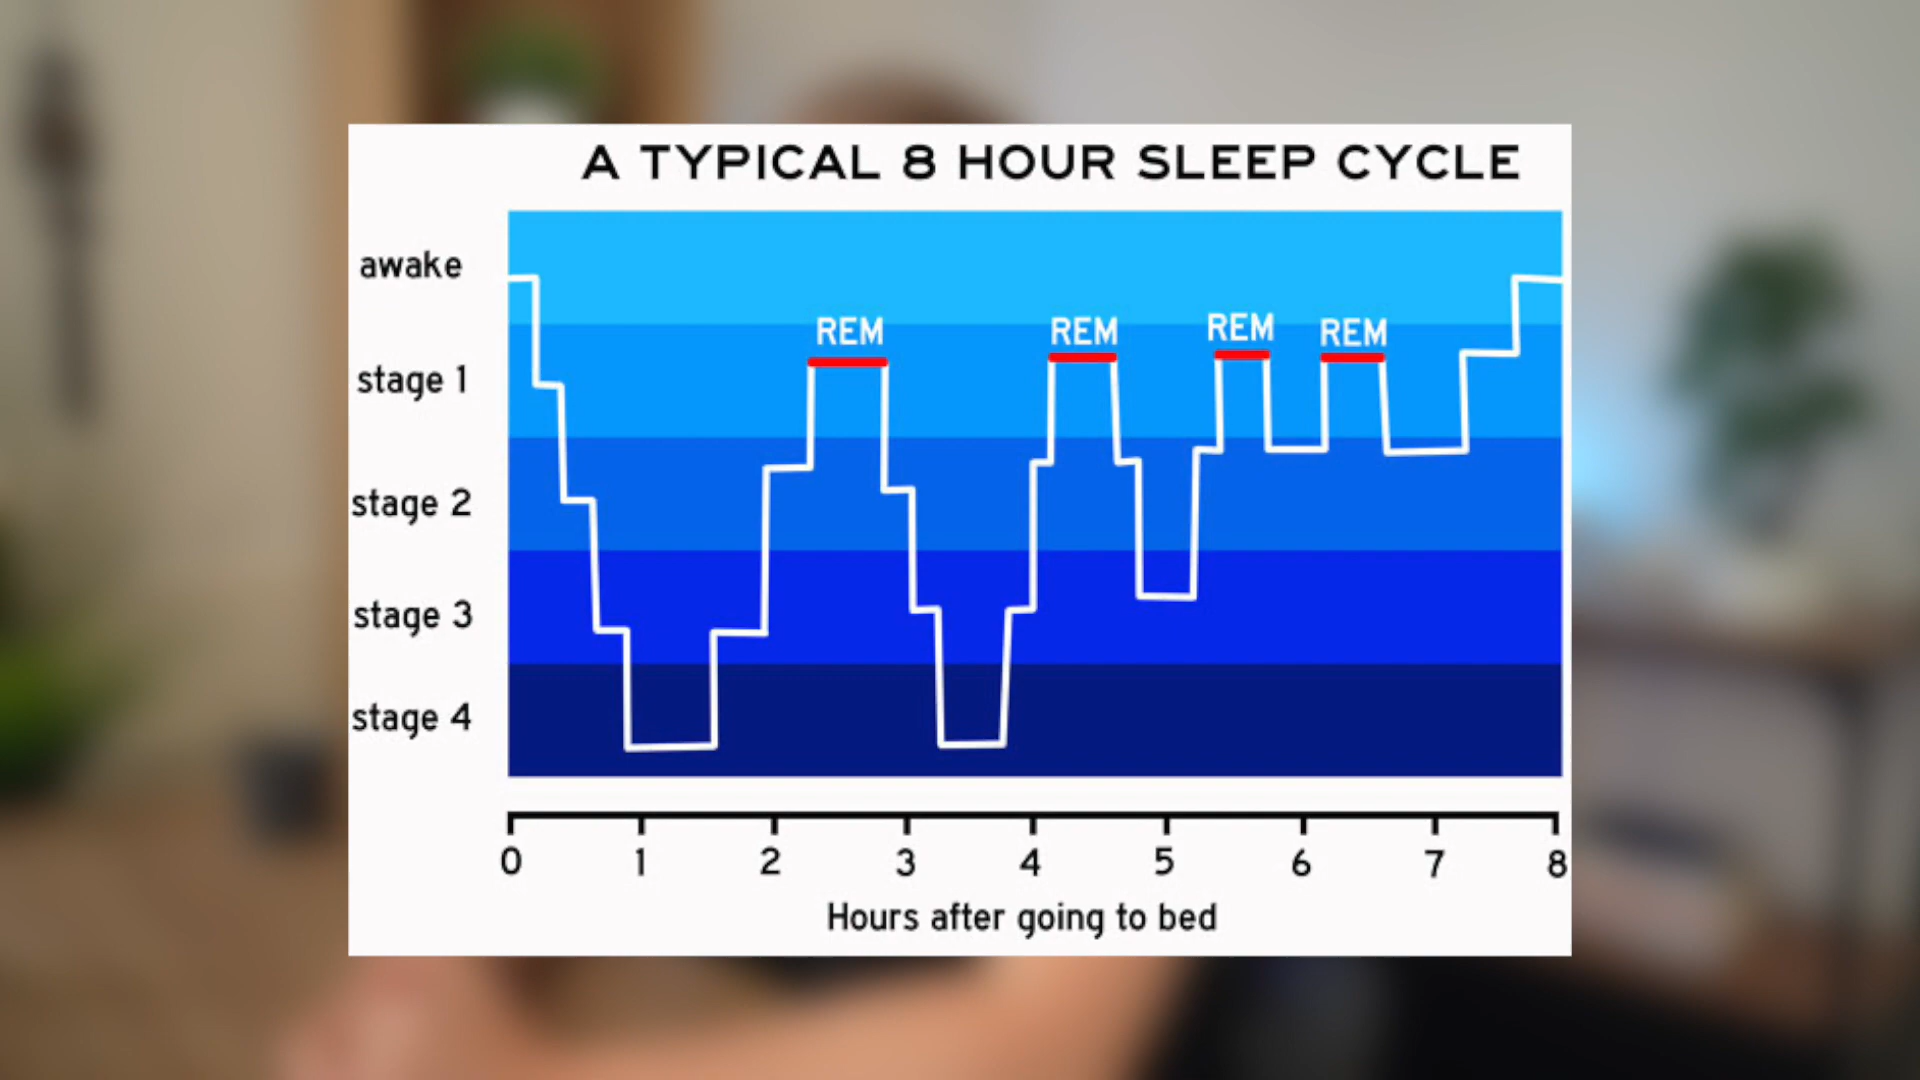 A TYPICAL 8 HOUR SLEEP CYCLE
awake
REM REM REM REM
stage 1
stage 2
stage 3
stage 4
0 1 2 3 4 5 6 7 8
Hours after going to bed